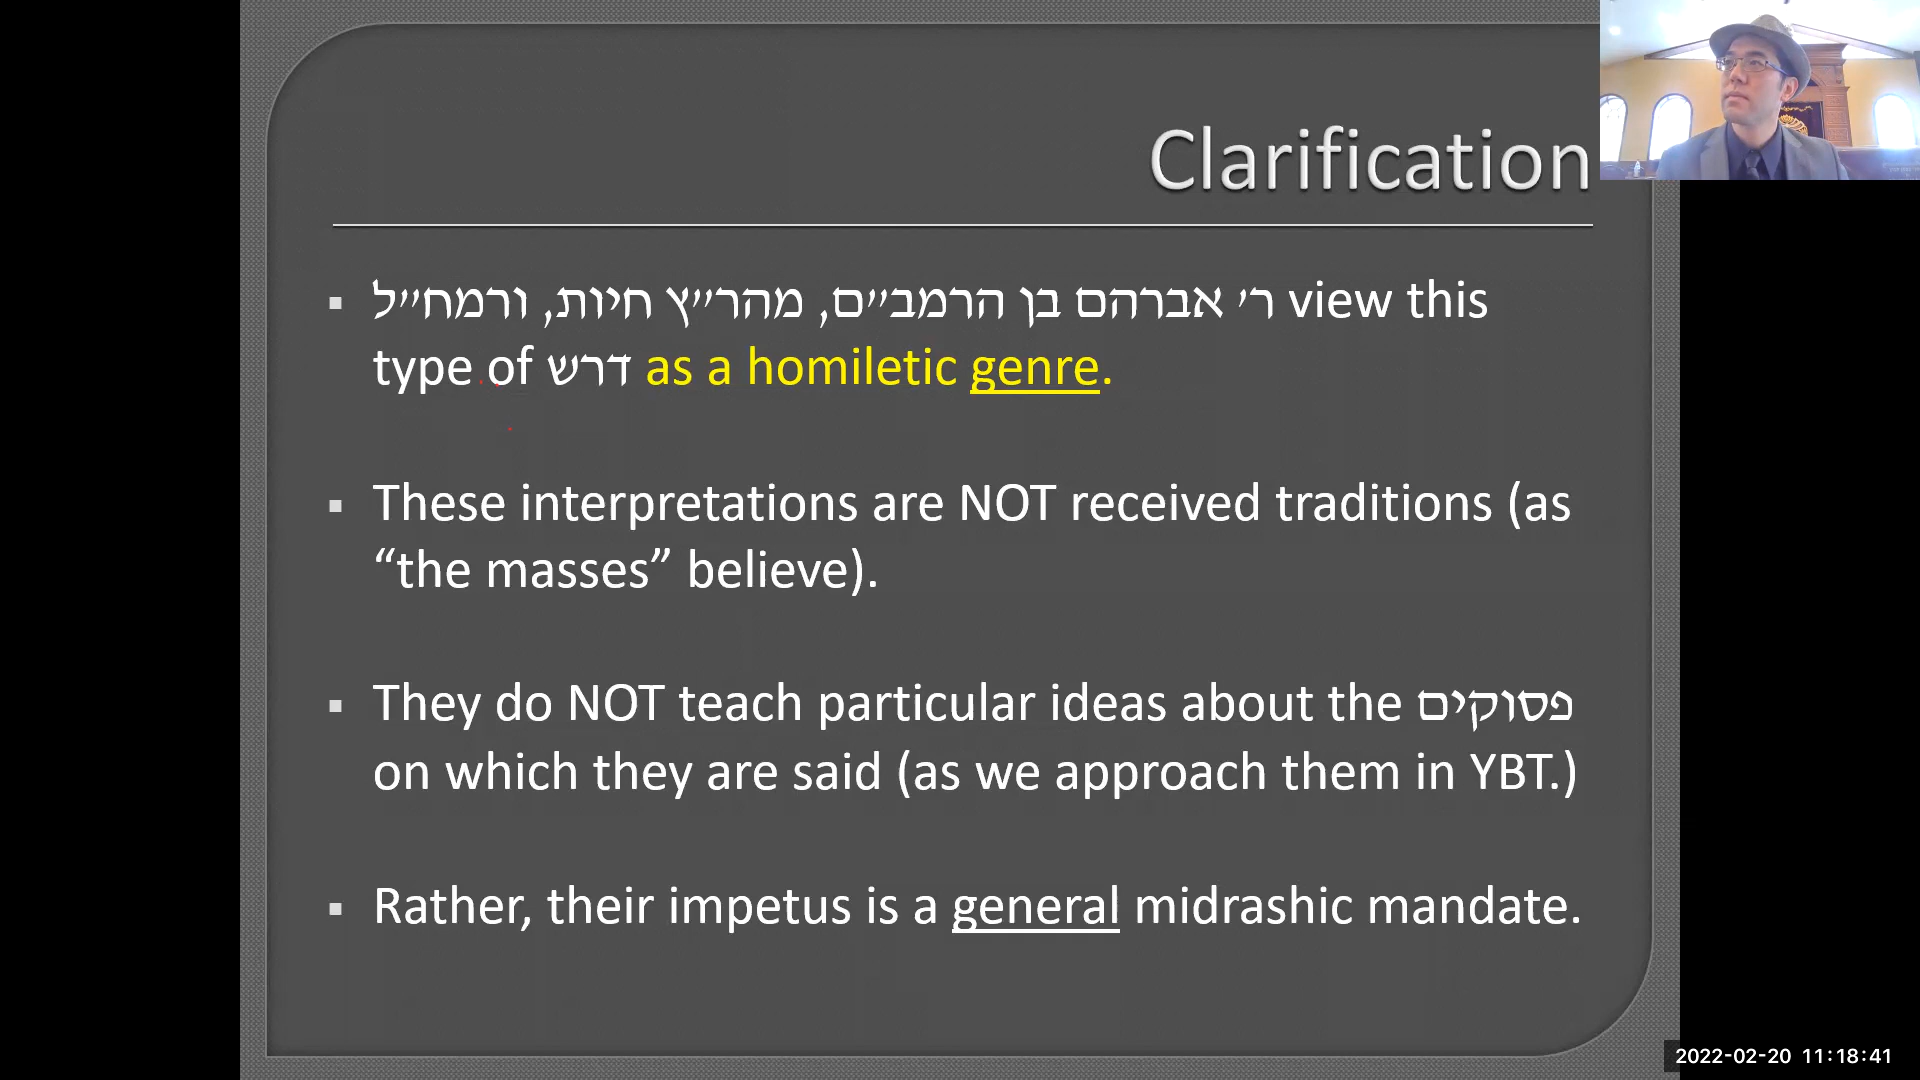 Clarification
ר׳ אברהם בן הרמב״ם, מהר״ץ חיות, ורמח״ל view this
type of דרש as a homiletic genre.
These interpretations are NOT received traditions (as
“the masses” believe).
They do NOT teach particular ideas about the פסוקים
on which they are said (as we approach them in YBT.)
Rather, their impetus is a general midrashic mandate.
2022-02-20 11:18:41